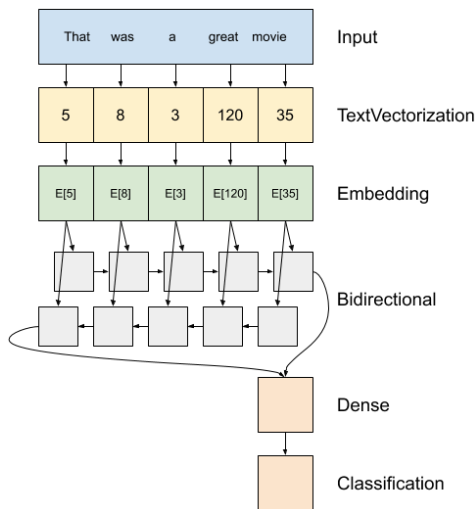 That was a great movie Input
5 8 3 120 35 TextVectorization
E[5] E[8] E[3] E[120] E[35] Embedding
Bidirectional
Dense
Classification